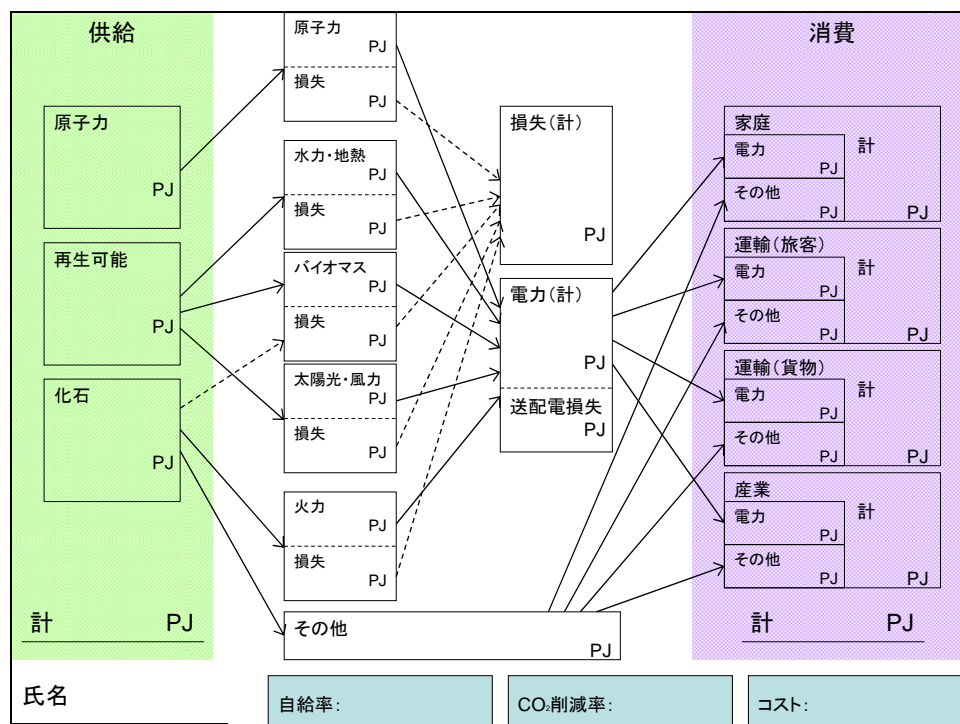 供給
原子力
PJ
再生可能
PJ
化石
PJ
計 PJ
原子力
PJ
損失
PJ
水力・地熱
PJ
損失
PJ
バイオマス
PJ
損失
PJ
太陽光・風力
PJ
損失
PJ
火力
PJ
損失
PJ
その他
PJ
損失(計)
PJ
電力(計)
PJ
送配電損失
PJ
消費
家庭
計
電力
PJ
その他
PJ
PJ
運輸(旅客)
計
電力
PJ
その他
PJ
PJ
運輸(貨物)
計
電力
PJ
その他
PJ
PJ
産業
計
電力
PJ
その他
PJ
PJ
計 PJ
氏名
自給率:
CO₂削減率:
コスト: